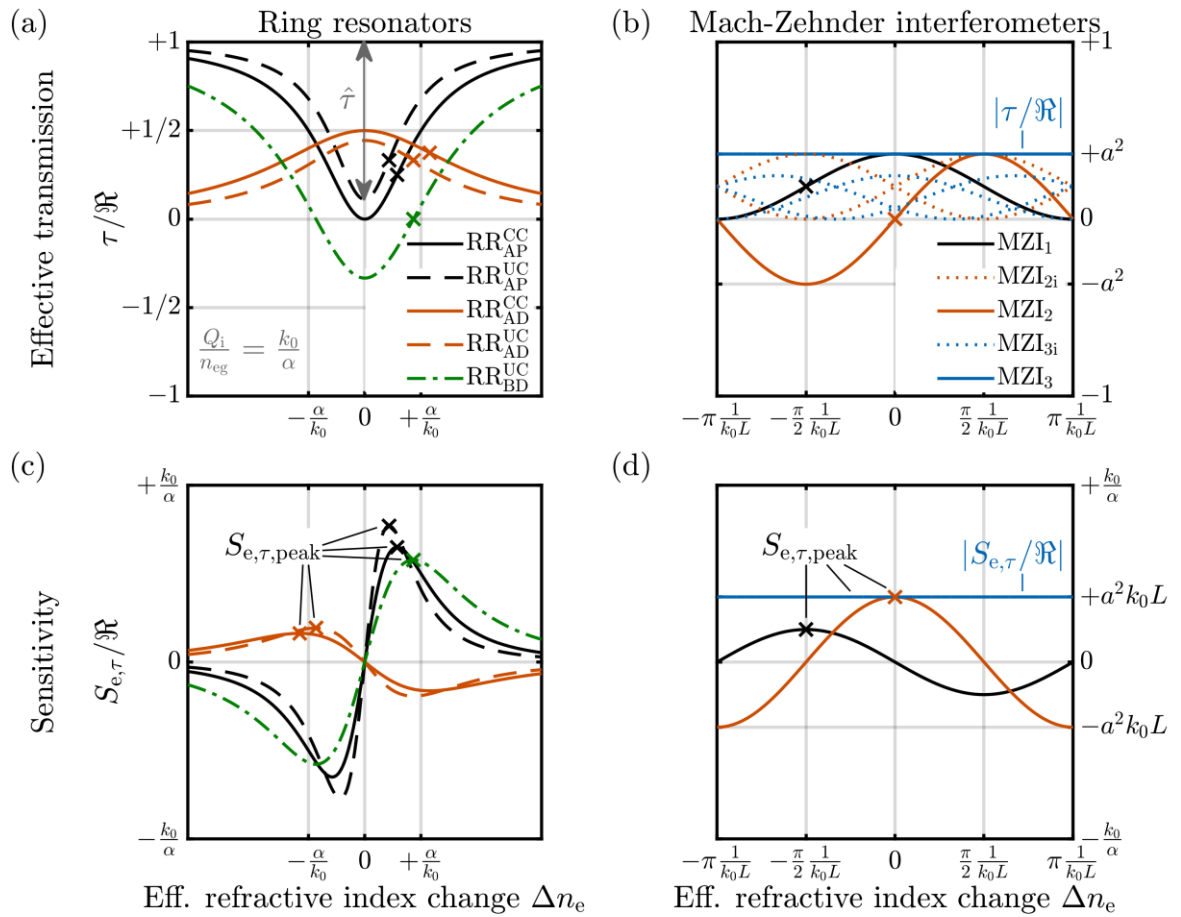 (a) Ring resonators
(b) Mach-Zehnder interferometers
Effective transmission
τ/ℜ
+1
+1/2
0
−1/2
−1
τ̂
RR_AP^CC
RR_AP^UC
RR_AD^CC
RR_AD^UC
RR_BD^UC
Q_i/n_eg = k_0/α
−α/k_0 0 +α/k_0
|τ/ℜ|
+1
+a²
0
−a²
−1
MZI_1
MZI_2i
MZI_2
MZI_3i
MZI_3
−π 1/(k_0L) −π/2 1/(k_0L) 0 π/2 1/(k_0L) π 1/(k_0L)
(c)
Sensitivity
S_e,τ/ℜ
+k_0/α
0
−k_0/α
S_e,τ,peak
−α/k_0 0 +α/k_0
Eff. refractive index change Δn_e
(d)
S_e,τ,peak
|S_e,τ/ℜ|
+k_0/α
+a²k_0L
0
−a²k_0L
−k_0/α
−π 1/(k_0L) −π/2 1/(k_0L) 0 π/2 1/(k_0L) π 1/(k_0L)
Eff. refractive index change Δn_e